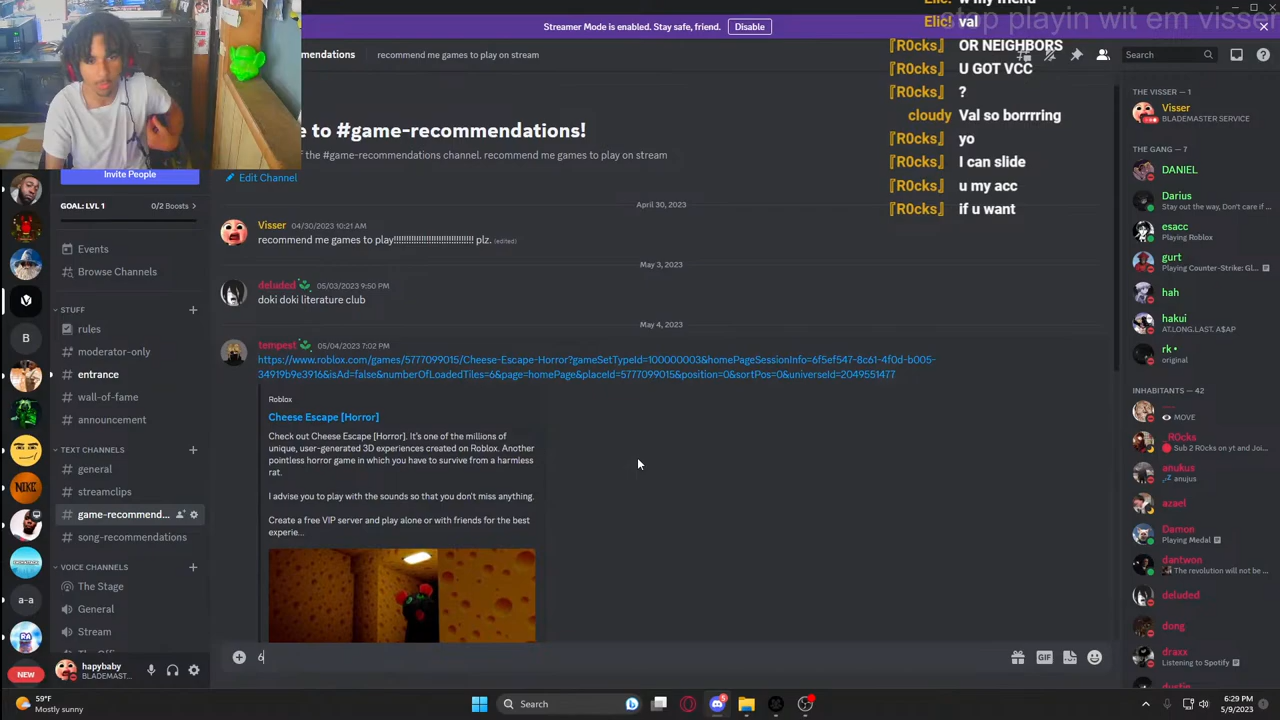 stop playin wit em visse
Elic! w my friend
Elic! val
『R0cks』 OR NEIGHBORS
『R0cks』 U GOT VCC
『R0cks』 ?
cloudy Val so borrrring
『R0cks』 yo
『R0cks』 I can slide
『R0cks』 u my acc
『R0cks』 if u want
Streamer Mode is enabled. Stay safe, friend. Disable
mendations recommend me games to play on stream
Search
Invite People
GOAL: LVL 1 0/2 Boosts >
Events
Browse Channels
STUFF
# rules
# moderator-only
# entrance
# wall-of-fame
# announcement
TEXT CHANNELS
# general
# streamclips
# game-recommend...
# song-recommendations
VOICE CHANNELS
The Stage
General
Stream
B
a-a
NIKE
RA
NEW
hapybaby
BLADEMAST...
e to #game-recommendations!
f the #game-recommendations channel. recommend me games to play on stream
Edit Channel
April 30, 2023
Visser 04/30/2023 10:21 AM
recommend me games to play!!!!!!!!!!!!!!!!!!!!!!!!!!!!!!! plz. (edited)
May 3, 2023
deluded 05/03/2023 9:50 PM
doki doki literature club
May 4, 2023
tempest 05/04/2023 7:02 PM
https://www.roblox.com/games/5777099015/Cheese-Escape-Horror?gameSetTypeId=100000003&homePageSessionInfo=6f5ef547-8c61-4f0d-b005-
34919b9e3916&isAd=false&numberOfLoadedTiles=6&page=homePage&placeId=5777099015&position=0&sortPos=0&universeId=2049551477
Roblox
Cheese Escape [Horror]
Check out Cheese Escape [Horror]. It's one of the millions of
unique, user-generated 3D experiences created on Roblox. Another
pointless horror game in which you have to survive from a harmless
rat.
I advise you to play with the sounds so that you don't miss anything.
Create a free VIP server and play alone or with friends for the best
experie...
6
GIF
THE VISSER — 1
Visser
BLADEMASTER SERVICE
THE GANG — 7
DANIEL
Darius
Stay out the way, Don't care if ...
esacc
Playing Roblox
gurt
Playing Counter-Strike: Gl...
hah
hakui
AT.LONG.LAST. A$AP
rk •
original
INHABITANTS — 42
MOVE
_R0cks
Sub 2 R0cks on yt and Joi...
anukus
anujus
azael
Damon
Playing Medal
dantwon
The revolution will not be ...
deluded
dong
draxx
Listening to Spotify
dustin
59°F
Mostly sunny
Search
6:29 PM
5/9/2023